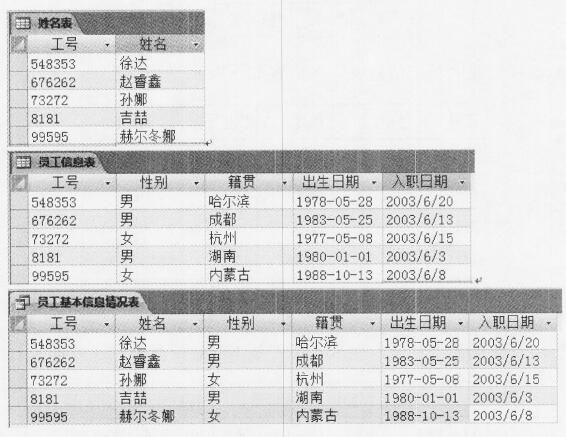 姓名表
工号 姓名
548353 徐达
676262 赵睿鑫
73272 孙娜
8181 吉喆
99595 赫尔冬娜
员工信息表
工号 性别 籍贯 出生日期 入职日期
548353 男 哈尔滨 1978-05-28 2003/6/20
676262 男 成都 1983-05-25 2003/6/13
73272 女 杭州 1977-05-08 2003/6/15
8181 男 湖南 1980-01-01 2003/6/3
99595 女 内蒙古 1988-10-13 2003/6/8
员工基本信息情况表
工号 姓名 性别 籍贯 出生日期 入职日期
548353 徐达 男 哈尔滨 1978-05-28 2003/6/20
676262 赵睿鑫 男 成都 1983-05-25 2003/6/13
73272 孙娜 女 杭州 1977-05-08 2003/6/15
8181 吉喆 男 湖南 1980-01-01 2003/6/3
99595 赫尔冬娜 女 内蒙古 1988-10-13 2003/6/8